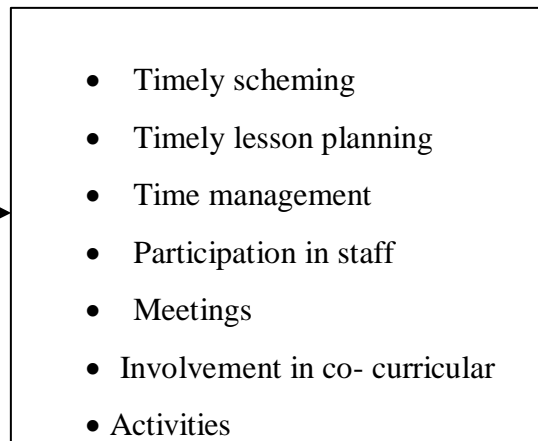 • Timely scheming
• Timely lesson planning
• Time management
• Participation in staff
• Meetings
• Involvement in co- curricular
• Activities